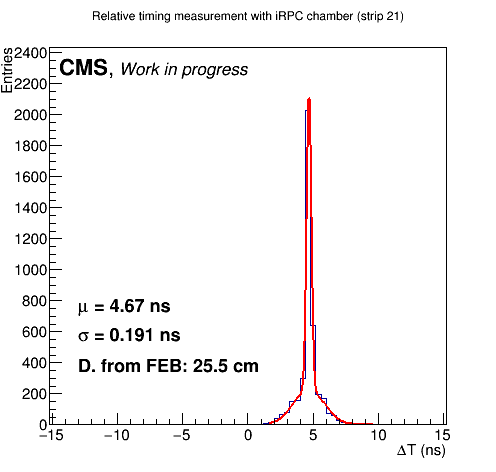 Relative timing measurement with iRPC chamber (strip 21)
Entries
2400
2200
2000
1800
1600
1400
1200
1000
800
600
400
200
0
CMS, Work in progress
μ = 4.67 ns
σ = 0.191 ns
D. from FEB: 25.5 cm
−15 −10 −5 0 5 10 15
ΔT (ns)